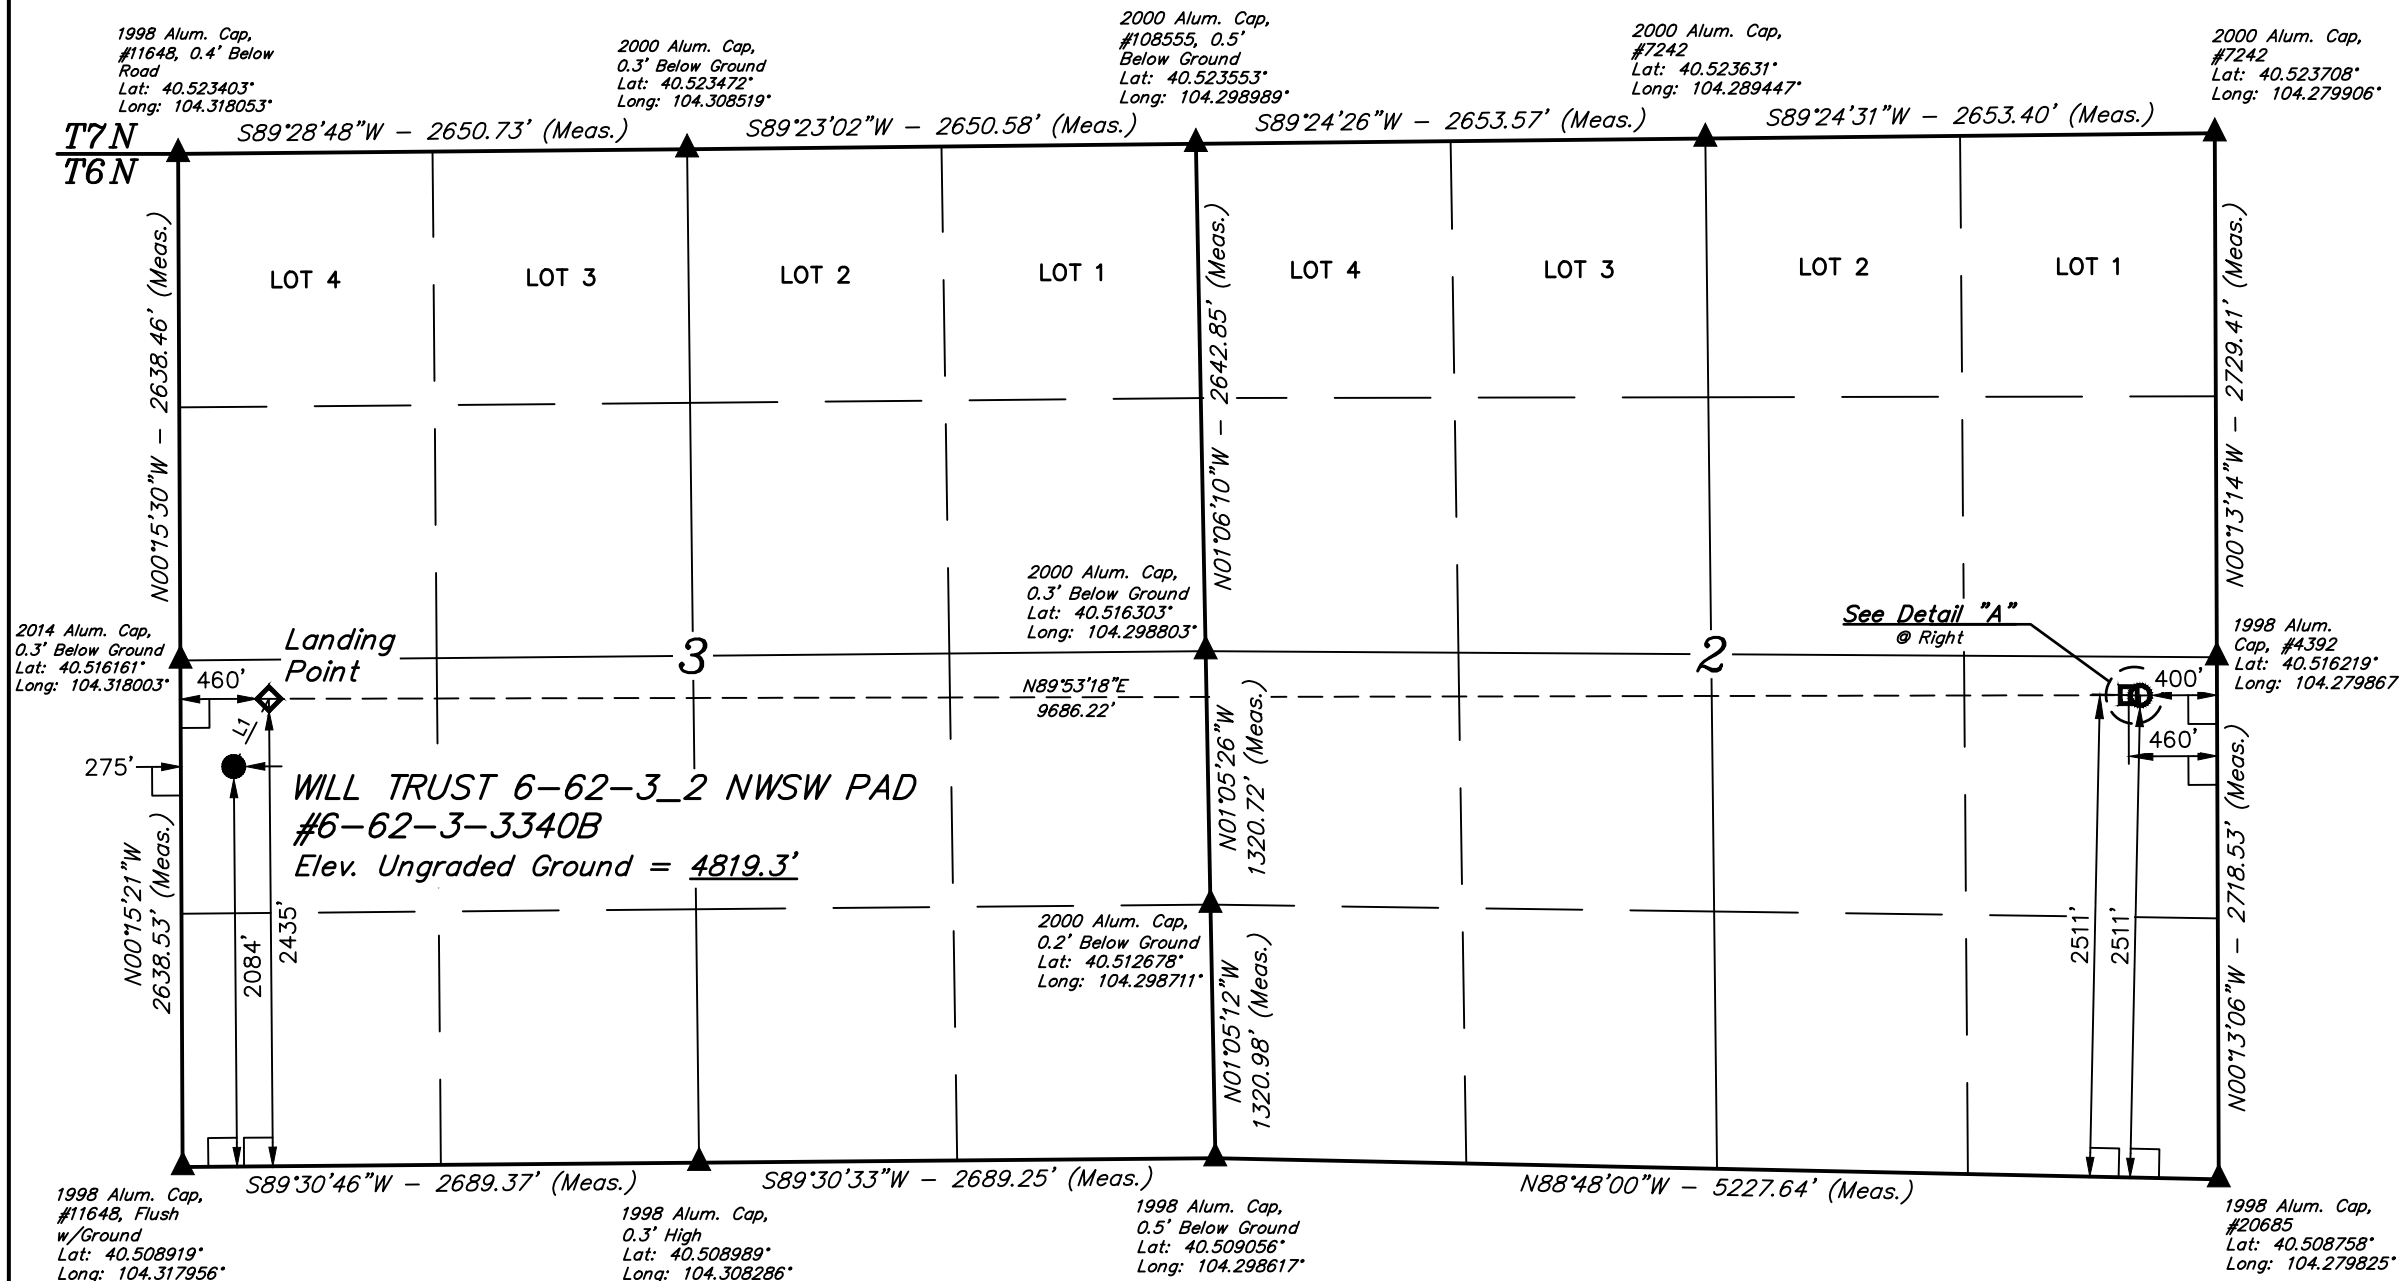 1998 Alum. Cap,
#11648, 0.4' Below
Road
Lat: 40.523403°
Long: 104.318053°
2000 Alum. Cap,
0.3' Below Ground
Lat: 40.523472°
Long: 104.308519°
2000 Alum. Cap,
#108555, 0.5'
Below Ground
Lat: 40.523553°
Long: 104.298989°
2000 Alum. Cap,
#7242
Lat: 40.523631°
Long: 104.289447°
2000 Alum. Cap,
#7242
Lat: 40.523708°
Long: 104.279906°
T7N
T6N
S89°28'48"W - 2650.73' (Meas.)
S89°23'02"W - 2650.58' (Meas.)
S89°24'26"W - 2653.57' (Meas.)
S89°24'31"W - 2653.40' (Meas.)
LOT 4
LOT 3
LOT 2
LOT 1
LOT 4
LOT 3
LOT 2
LOT 1
N00°15'30"W - 2638.46' (Meas.)
N01°06'10"W - 2642.85' (Meas.)
N00°13'14"W - 2729.41' (Meas.)
2014 Alum. Cap,
0.3' Below Ground
Lat: 40.516161°
Long: 104.318003°
Landing
Point
3
2000 Alum. Cap,
0.3' Below Ground
Lat: 40.516303°
Long: 104.298803°
See Detail "A"
@ Right
2
1998 Alum.
Cap, #4392
Lat: 40.516219°
Long: 104.279867
460'
L1
N89°53'18"E
9686.22'
400'
460'
275'
WILL TRUST 6-62-3_2 NWSW PAD
#6-62-3-3340B
Elev. Ungraded Ground = 4819.3'
N00°15'21"W
2638.53' (Meas.)
2084'
2435'
N01°05'26"W
1320.72' (Meas.)
2000 Alum. Cap,
0.2' Below Ground
Lat: 40.512678°
Long: 104.298711°
N01°05'12"W
1320.98' (Meas.)
2511'
2511'
N00°13'06"W - 2718.53' (Meas.)
S89°30'46"W - 2689.37' (Meas.)
S89°30'33"W - 2689.25' (Meas.)
N88°48'00"W - 5227.64' (Meas.)
1998 Alum. Cap,
#11648, Flush
w/Ground
Lat: 40.508919°
Long: 104.317956°
1998 Alum. Cap,
0.3' High
Lat: 40.508989°
Long: 104.308286°
1998 Alum. Cap,
0.5' Below Ground
Lat: 40.509056°
Long: 104.298617°
1998 Alum. Cap,
#20685
Lat: 40.508758°
Long: 104.279825°